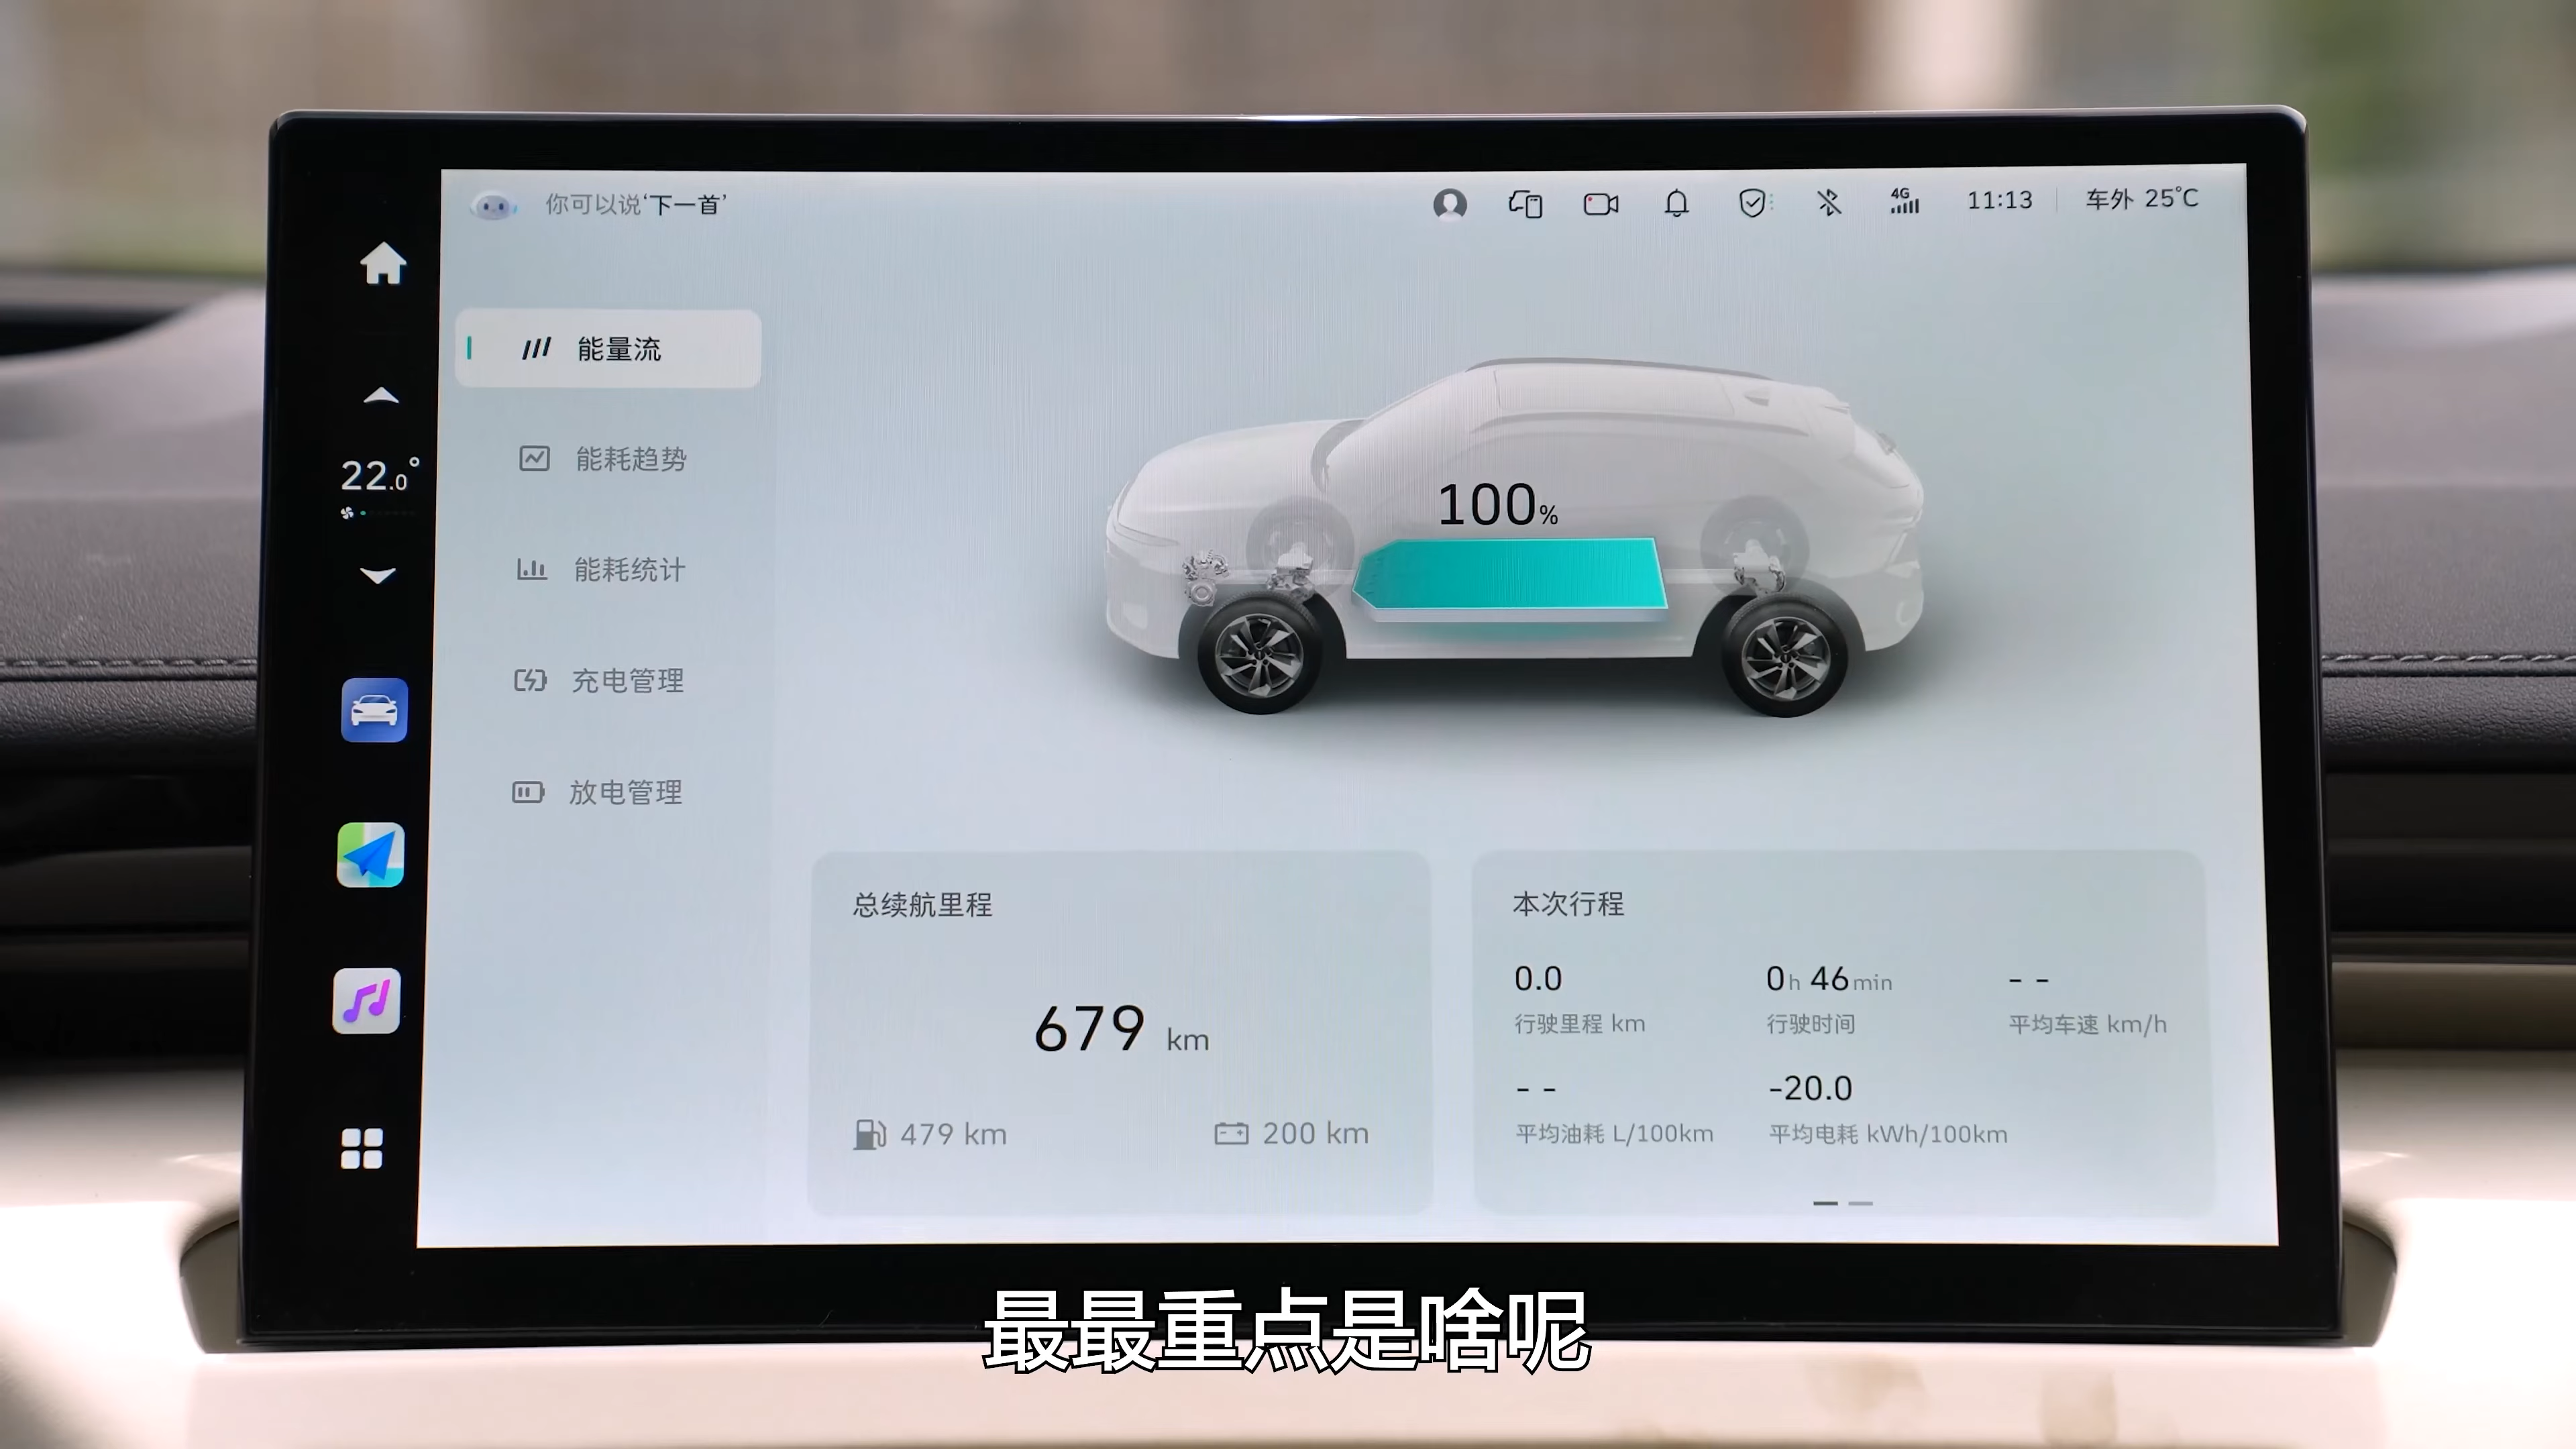 你可以说‘下一首’
4G
11:13
车外 25℃
22.0°
能量流
能耗趋势
能耗统计
充电管理
放电管理
100%
总续航里程
679 km
479 km
200 km
本次行程
0.0
行驶里程 km
0h 46min
行驶时间
- -
平均车速 km/h
- -
平均油耗 L/100km
-20.0
平均电耗 kWh/100km
最最重点是啥呢